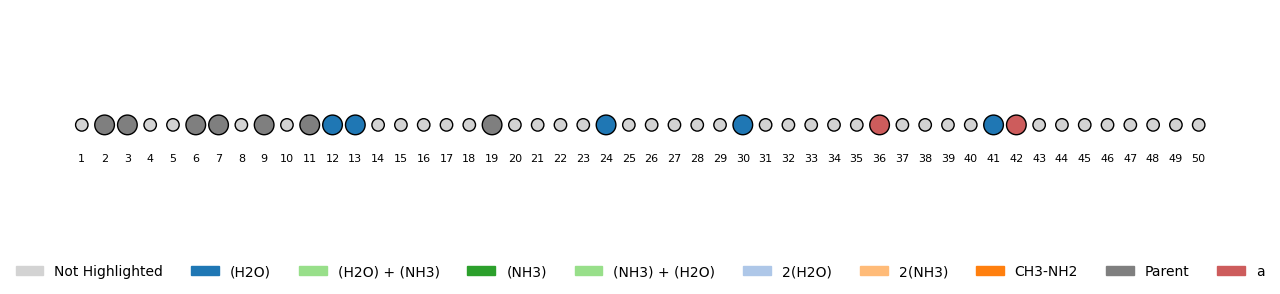 1 2 3 4 5 6 7 8 9 10 11 12 13 14 15 16 17 18 19 20 21 22 23 24 25 26 27 28 29 30 31 32 33 34 35 36 37 38 39 40 41 42 43 44 45 46 47 48 49 50
Not Highlighted (H2O) (H2O) + (NH3) (NH3) (NH3) + (H2O) 2(H2O) 2(NH3) CH3-NH2 Parent a